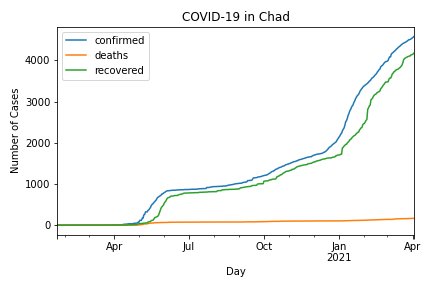 COVID-19 in Chad
confirmed
deaths
recovered
Number of Cases
4000
3000
2000
1000
0
Apr
Jul
Oct
Jan
2021
Apr
Day